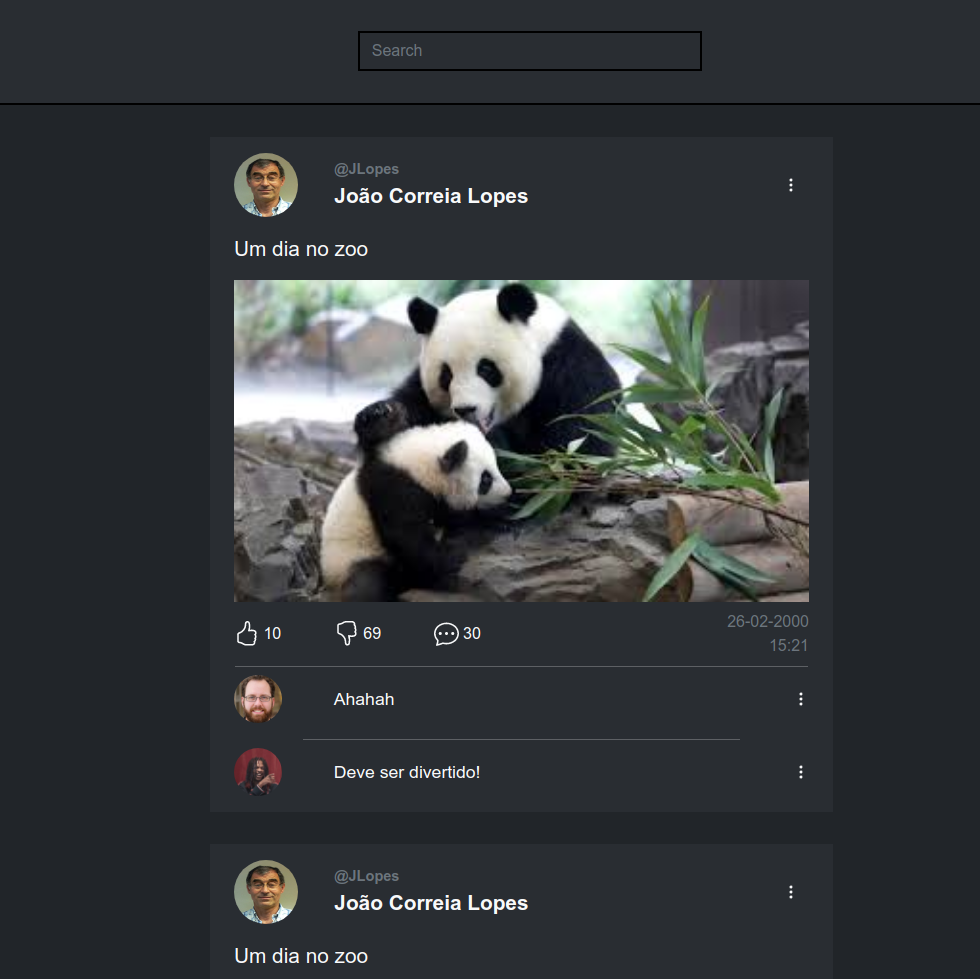 Search
@JLopes
João Correia Lopes
Um dia no zoo
10 69 30 26-02-2000
15:21
Ahahah
Deve ser divertido!
@JLopes
João Correia Lopes
Um dia no zoo